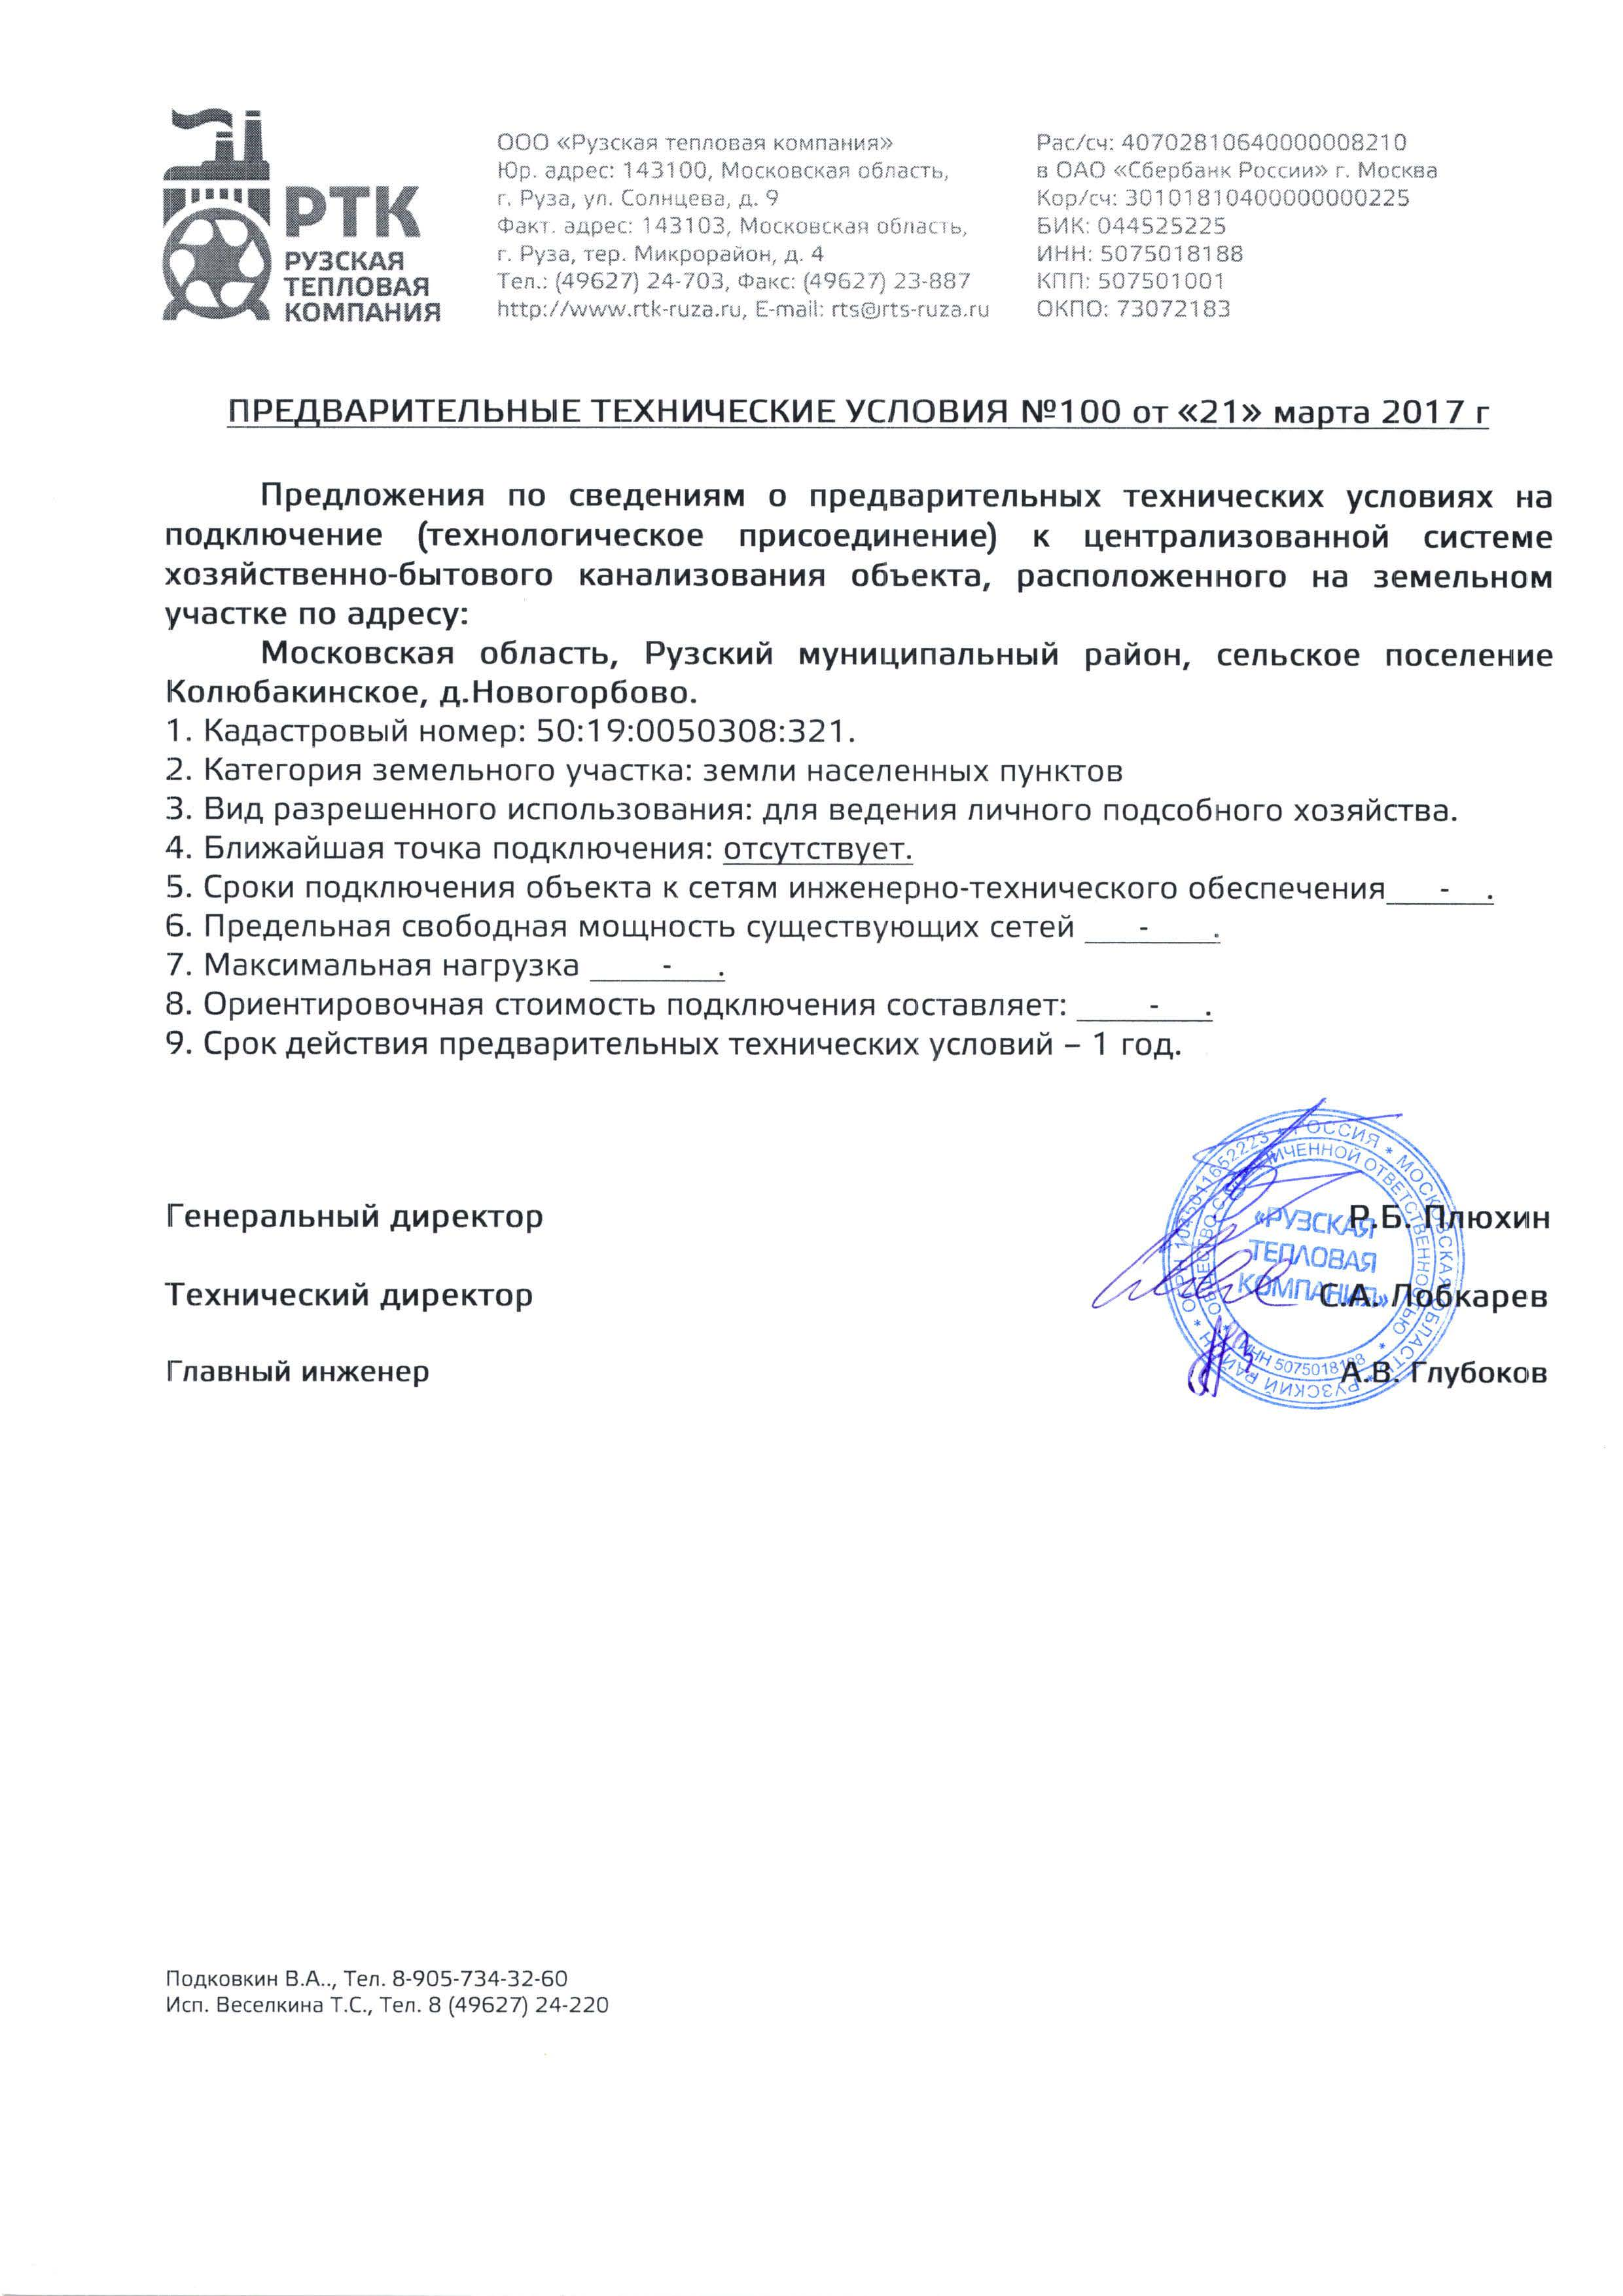 РТК
РУЗСКАЯ
ТЕПЛОВАЯ
КОМПАНИЯ
ООО «Рузская тепловая компания»
Юр. адрес: 143100, Московская область,
г. Руза, ул. Солнцева, д. 9
Факт. адрес: 143103, Московская область,
г. Руза, тер. Микрорайон, д. 4
Тел.: (49627) 24-703, Факс: (49627) 23-887
http://www.rtk-ruza.ru, E-mail: rts@rts-ruza.ru
Рас/сч: 40702810640000008210
в ОАО «Сбербанк России» г. Москва
Кор/сч: 30101810400000000225
БИК: 044525225
ИНН: 5075018188
КПП: 507501001
ОКПО: 73072183
ПРЕДВАРИТЕЛЬНЫЕ ТЕХНИЧЕСКИЕ УСЛОВИЯ №100 от «21» марта 2017 г
Предложения по сведениям о предварительных технических условиях на
подключение (технологическое присоединение) к централизованной системе
хозяйственно-бытового канализования объекта, расположенного на земельном
участке по адресу:
Московская область, Рузский муниципальный район, сельское поселение
Колюбакинское, д.Новогорбово.
1. Кадастровый номер: 50:19:0050308:321.
2. Категория земельного участка: земли населенных пунктов
3. Вид разрешенного использования: для ведения личного подсобного хозяйства.
4. Ближайшая точка подключения: отсутствует.
5. Сроки подключения объекта к сетям инженерно-технического обеспечения - .
6. Предельная свободная мощность существующих сетей - .
7. Максимальная нагрузка - .
8. Ориентировочная стоимость подключения составляет: - .
9. Срок действия предварительных технических условий – 1 год.
Генеральный директор Р.Б. Плюхин
Технический директор С.А. Лобкарев
Главный инженер А.В. Глубоков
РОССИЯ * МОСКОВСКАЯ ОБЛАСТЬ * РУЗСКИЙ РАЙОН *
ОТВЕТСТВЕННОСТЬЮ
ИНН 5075018188
«РУЗСКАЯ
ТЕПЛОВАЯ
КОМПАНИЯ»
Подковкин В.А.., Тел. 8-905-734-32-60
Исп. Веселкина Т.С., Тел. 8 (49627) 24-220